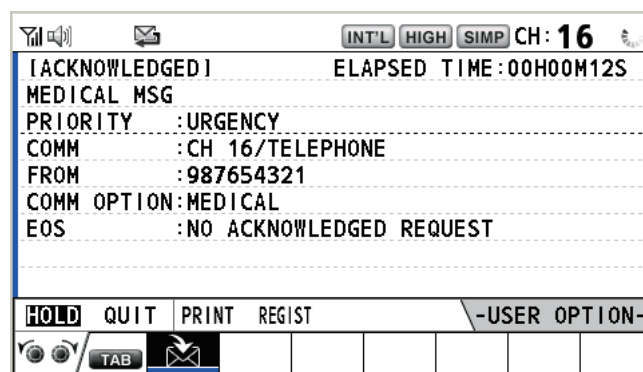 INT'L HIGH SIMP CH: 16
[ACKNOWLEDGED] ELAPSED TIME:00H00M12S
MEDICAL MSG
PRIORITY :URGENCY
COMM :CH 16/TELEPHONE
FROM :987654321
COMM OPTION:MEDICAL
EOS :NO ACKNOWLEDGED REQUEST
HOLD QUIT PRINT REGIST -USER OPTION-
TAB